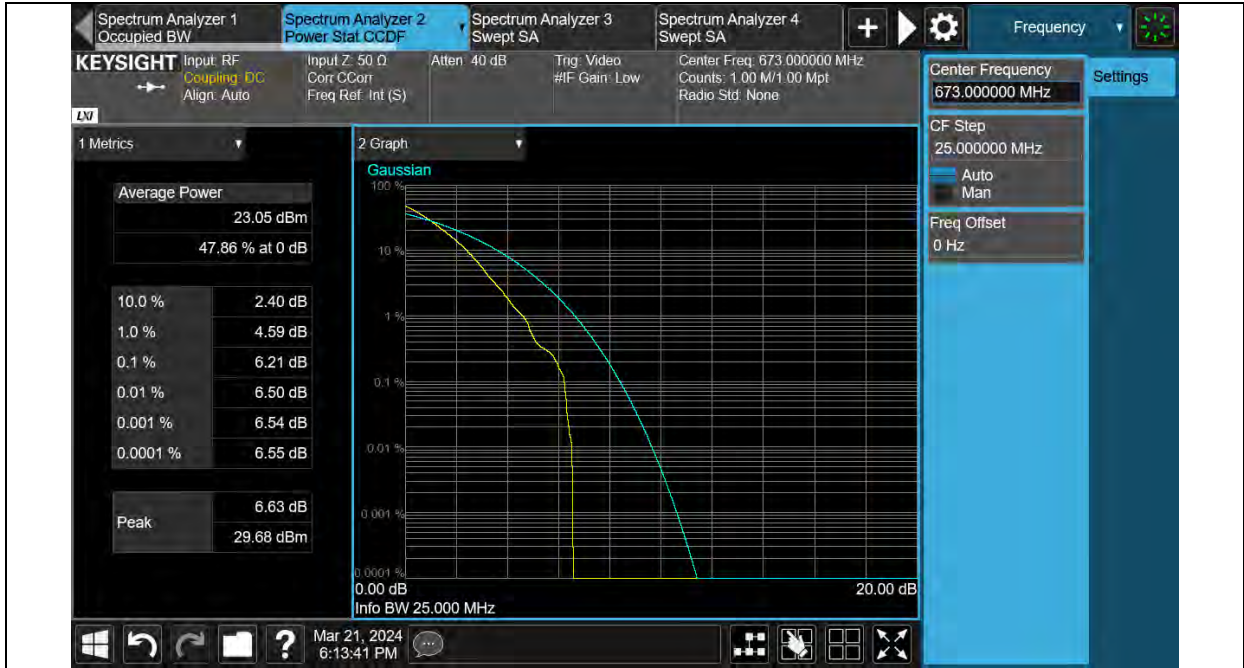 Spectrum Analyzer 1
Occupied BW
Spectrum Analyzer 2
Power Stat CCDF
Spectrum Analyzer 3
Swept SA
Spectrum Analyzer 4
Swept SA
+
Frequency
KEYSIGHT
LXI
Input: RF
Coupling: DC
Align: Auto
Input Z: 50 Ω
Corr CCorr
Freq Ref: Int (S)
Atten: 40 dB
Trig: Video
#IF Gain: Low
Center Freq: 673.000000 MHz
Counts: 1.00 M/1.00 Mpt
Radio Std: None
Center Frequency
673.000000 MHz
Settings
CF Step
25.000000 MHz
Auto
Man
Freq Offset
0 Hz
1 Metrics
Average Power
23.05 dBm
47.86 % at 0 dB
10.0 % 2.40 dB
1.0 % 4.59 dB
0.1 % 6.21 dB
0.01 % 6.50 dB
0.001 % 6.54 dB
0.0001 % 6.55 dB
Peak
6.63 dB
29.68 dBm
2 Graph
Gaussian
100 %
10 %
1 %
0.1 %
0.01 %
0.001 %
0.0001 %
0.00 dB 20.00 dB
Info BW 25.000 MHz
?
Mar 21, 2024
6:13:41 PM